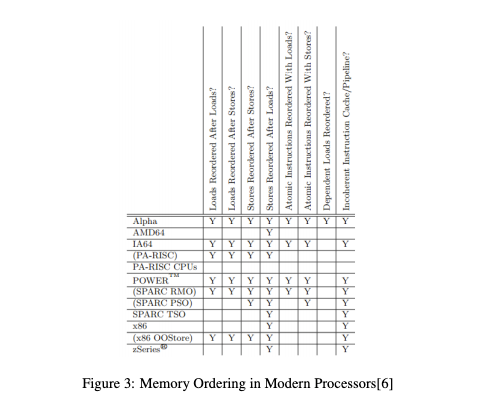 Loads Reordered After Loads?
Loads Reordered After Stores?
Stores Reordered After Stores?
Stores Reordered After Loads?
Atomic Instructions Reordered With Loads?
Atomic Instructions Reordered With Stores?
Dependent Loads Reordered?
Incoherent Instruction Cache/Pipeline?
Alpha Y Y Y Y Y Y Y Y
AMD64 Y
IA64 Y Y Y Y Y Y Y
(PA-RISC) Y Y Y Y
PA-RISC CPUs
POWER™ Y Y Y Y Y Y Y
(SPARC RMO) Y Y Y Y Y Y Y
(SPARC PSO) Y Y Y Y
SPARC TSO Y Y
x86 Y Y
(x86 OOStore) Y Y Y Y Y
zSeries® Y Y
Figure 3: Memory Ordering in Modern Processors[6]